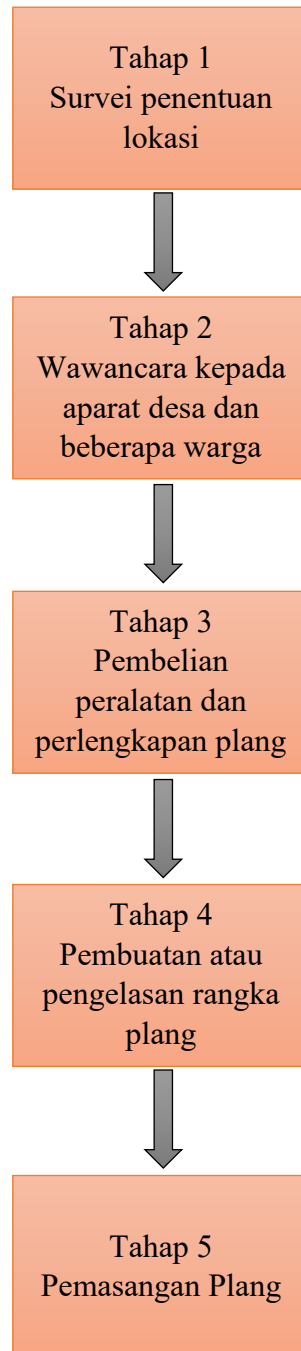 Tahap 1
Survei penentuan
lokasi
Tahap 2
Wawancara kepada
aparat desa dan
beberapa warga
Tahap 3
Pembelian
peralatan dan
perlengkapan plang
Tahap 4
Pembuatan atau
pengelasan rangka
plang
Tahap 5
Pemasangan Plang